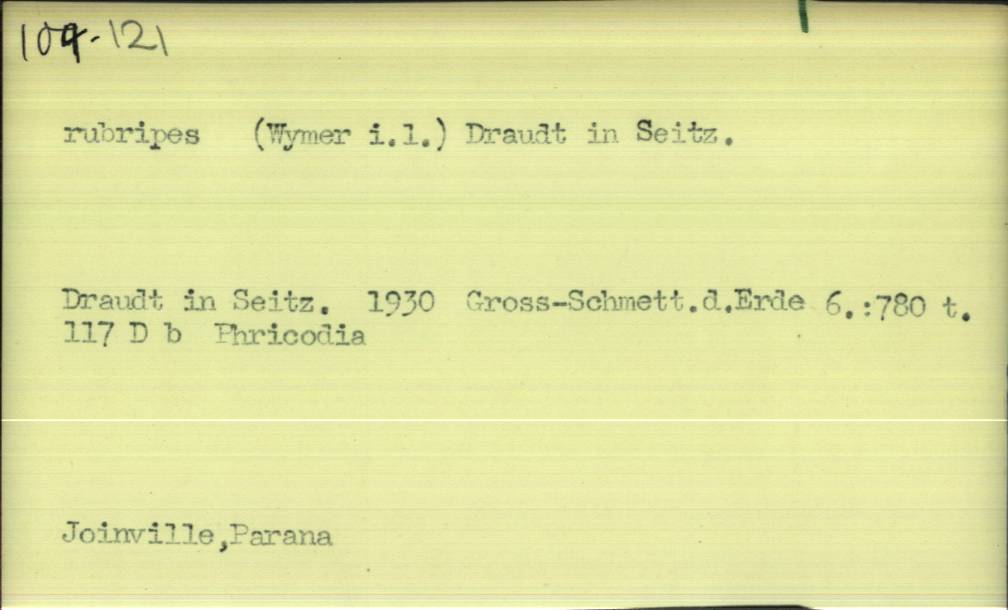 109-121
rubripes (Wymer i.l.) Draudt in Seitz.
Draudt in Seitz. 1930 Gross-Schmett.d.Erde 6.:780 t.
117 D b Phricodia
Joinville,Parana